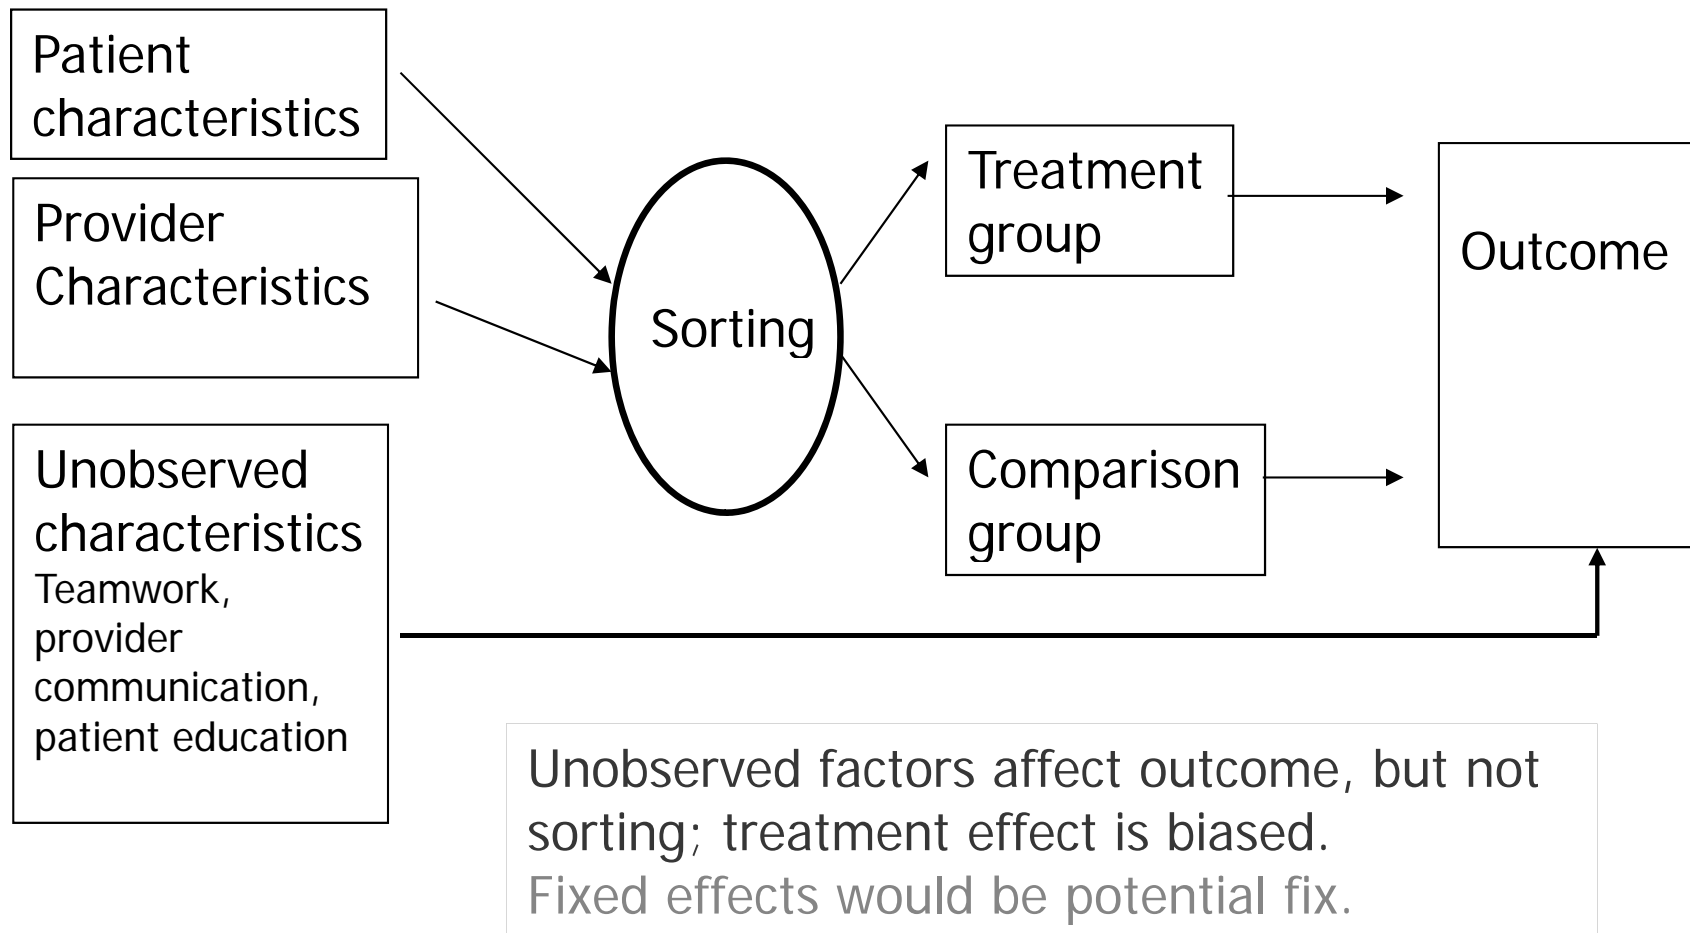 Patient
characteristics
Provider
Characteristics
Sorting
Treatment
group
Outcome
Unobserved
characteristics
Teamwork,
provider
communication,
patient education
Comparison
group
Unobserved factors affect outcome, but not
sorting; treatment effect is biased.
Fixed effects would be potential fix.